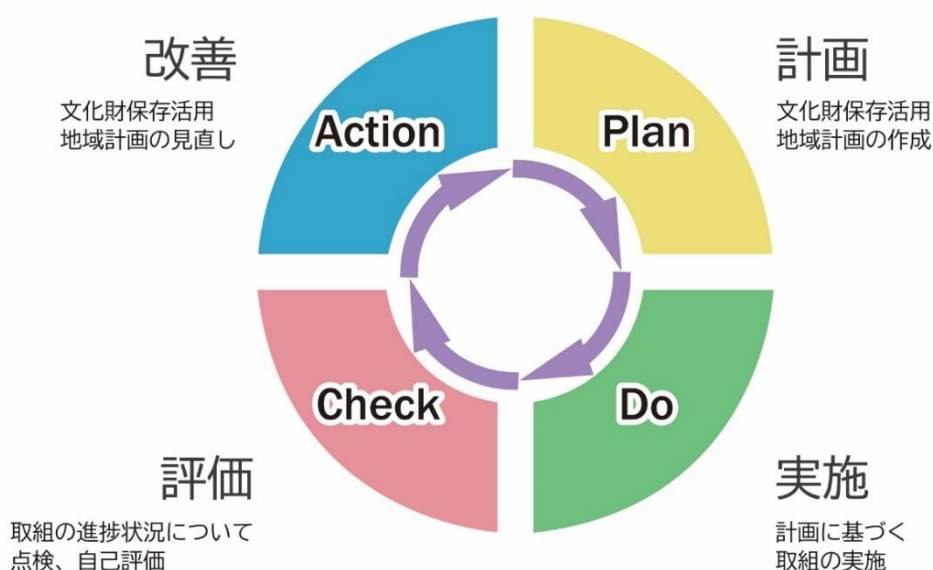 改善
文化財保存活用
地域計画の見直し
Action
計画
文化財保存活用
地域計画の作成
Plan
評価
取組の進捗状況について
点検、自己評価
Check
実施
計画に基づく
取組の実施
Do